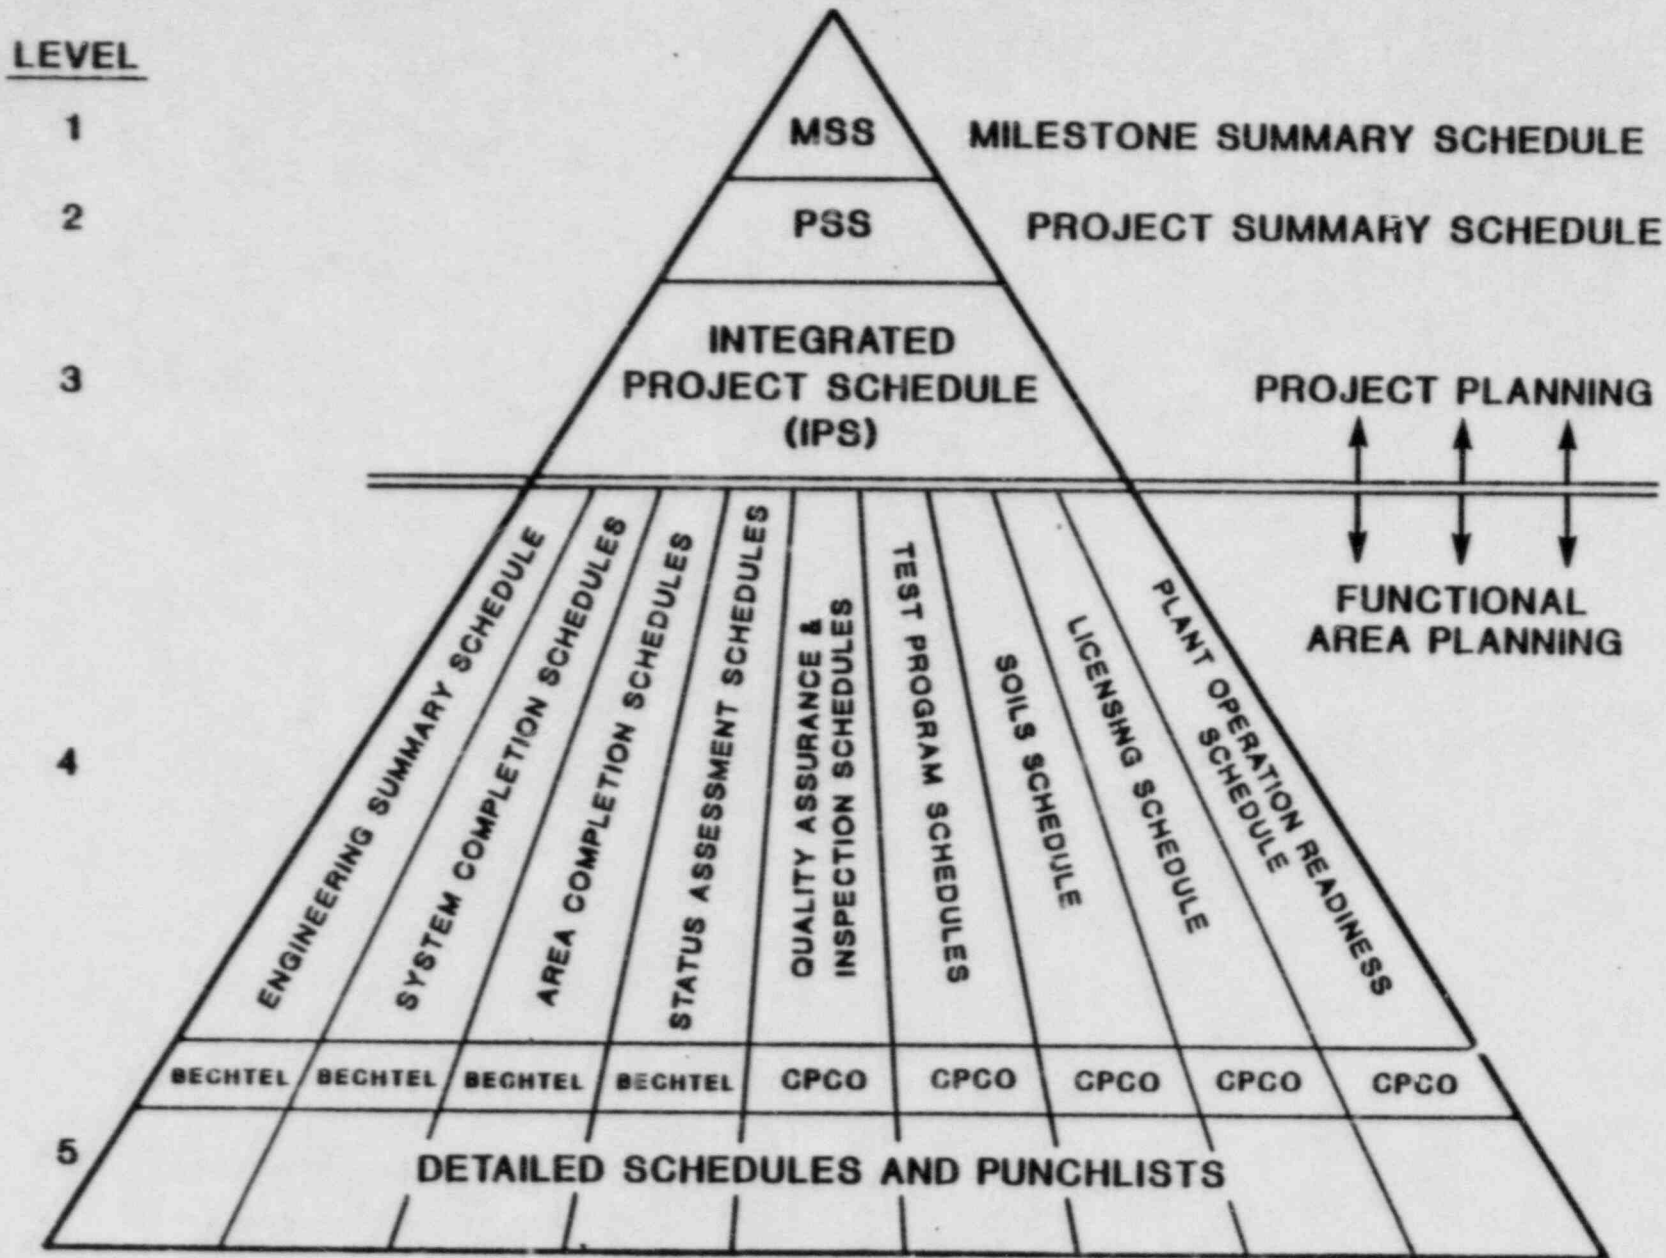 LEVEL
1
MSS
MILESTONE SUMMARY SCHEDULE
2
PSS
PROJECT SUMMARY SCHEDULE
3
INTEGRATED
PROJECT SCHEDULE
(IPS)
PROJECT PLANNING
FUNCTIONAL
AREA PLANNING
4
ENGINEERING SUMMARY SCHEDULE
SYSTEM COMPLETION SCHEDULES
AREA COMPLETION SCHEDULES
STATUS ASSESSMENT SCHEDULES
QUALITY ASSURANCE &
INSPECTION SCHEDULES
TEST PROGRAM SCHEDULES
SOILS SCHEDULE
LICENSING SCHEDULE
PLANT OPERATION READINESS
SCHEDULE
BECHTEL BECHTEL BECHTEL BECHTEL CPCO CPCO CPCO CPCO CPCO
5
DETAILED SCHEDULES AND PUNCHLISTS